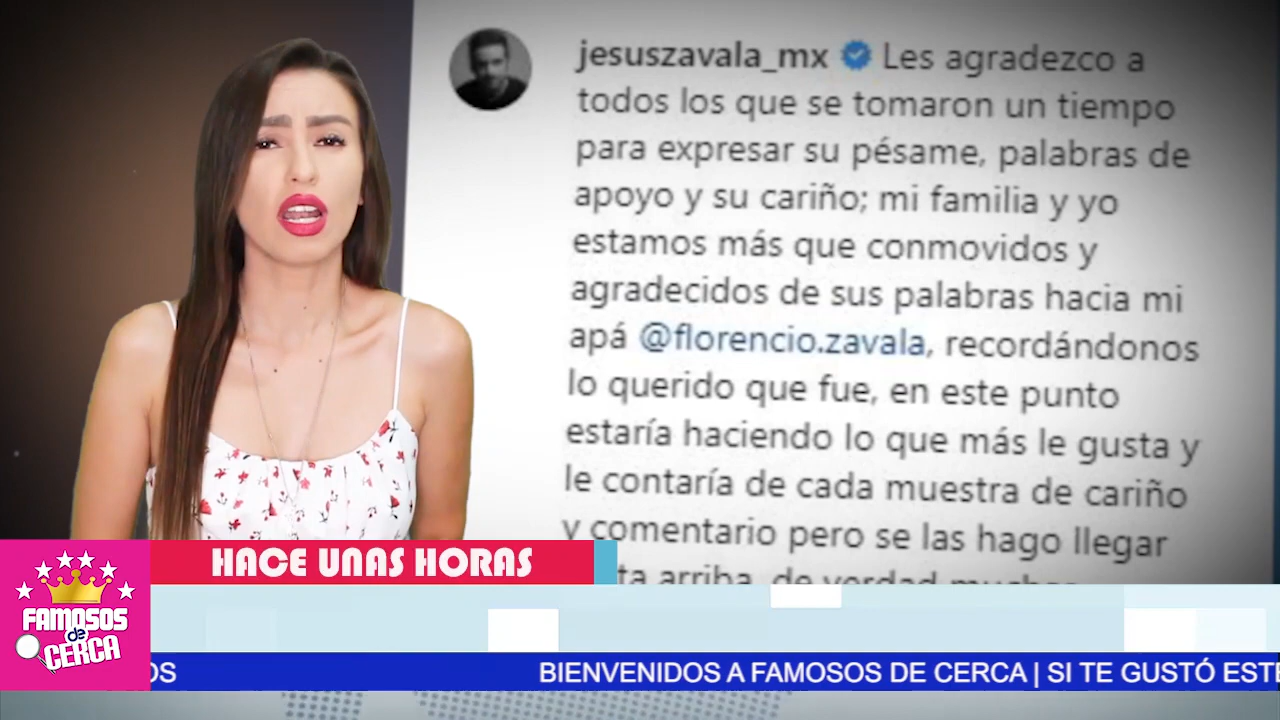 jesuszavala_mx Les agradezco a
todos los que se tomaron un tiempo
para expresar su pésame, palabras de
apoyo y su cariño; mi familia y yo
estamos más que conmovidos y
agradecidos de sus palabras hacia mi
apá @florencio.zavala, recordándonos
lo querido que fue, en este punto
estaría haciendo lo que más le gusta y
le contaría de cada muestra de cariño
y comentario pero se las hago llegar
arriba, de verdad
HACE UNAS HORAS
FAMOSOS
de
CERCA
OS
BIENVENIDOS A FAMOSOS DE CERCA | SI TE GUSTÓ ESTE